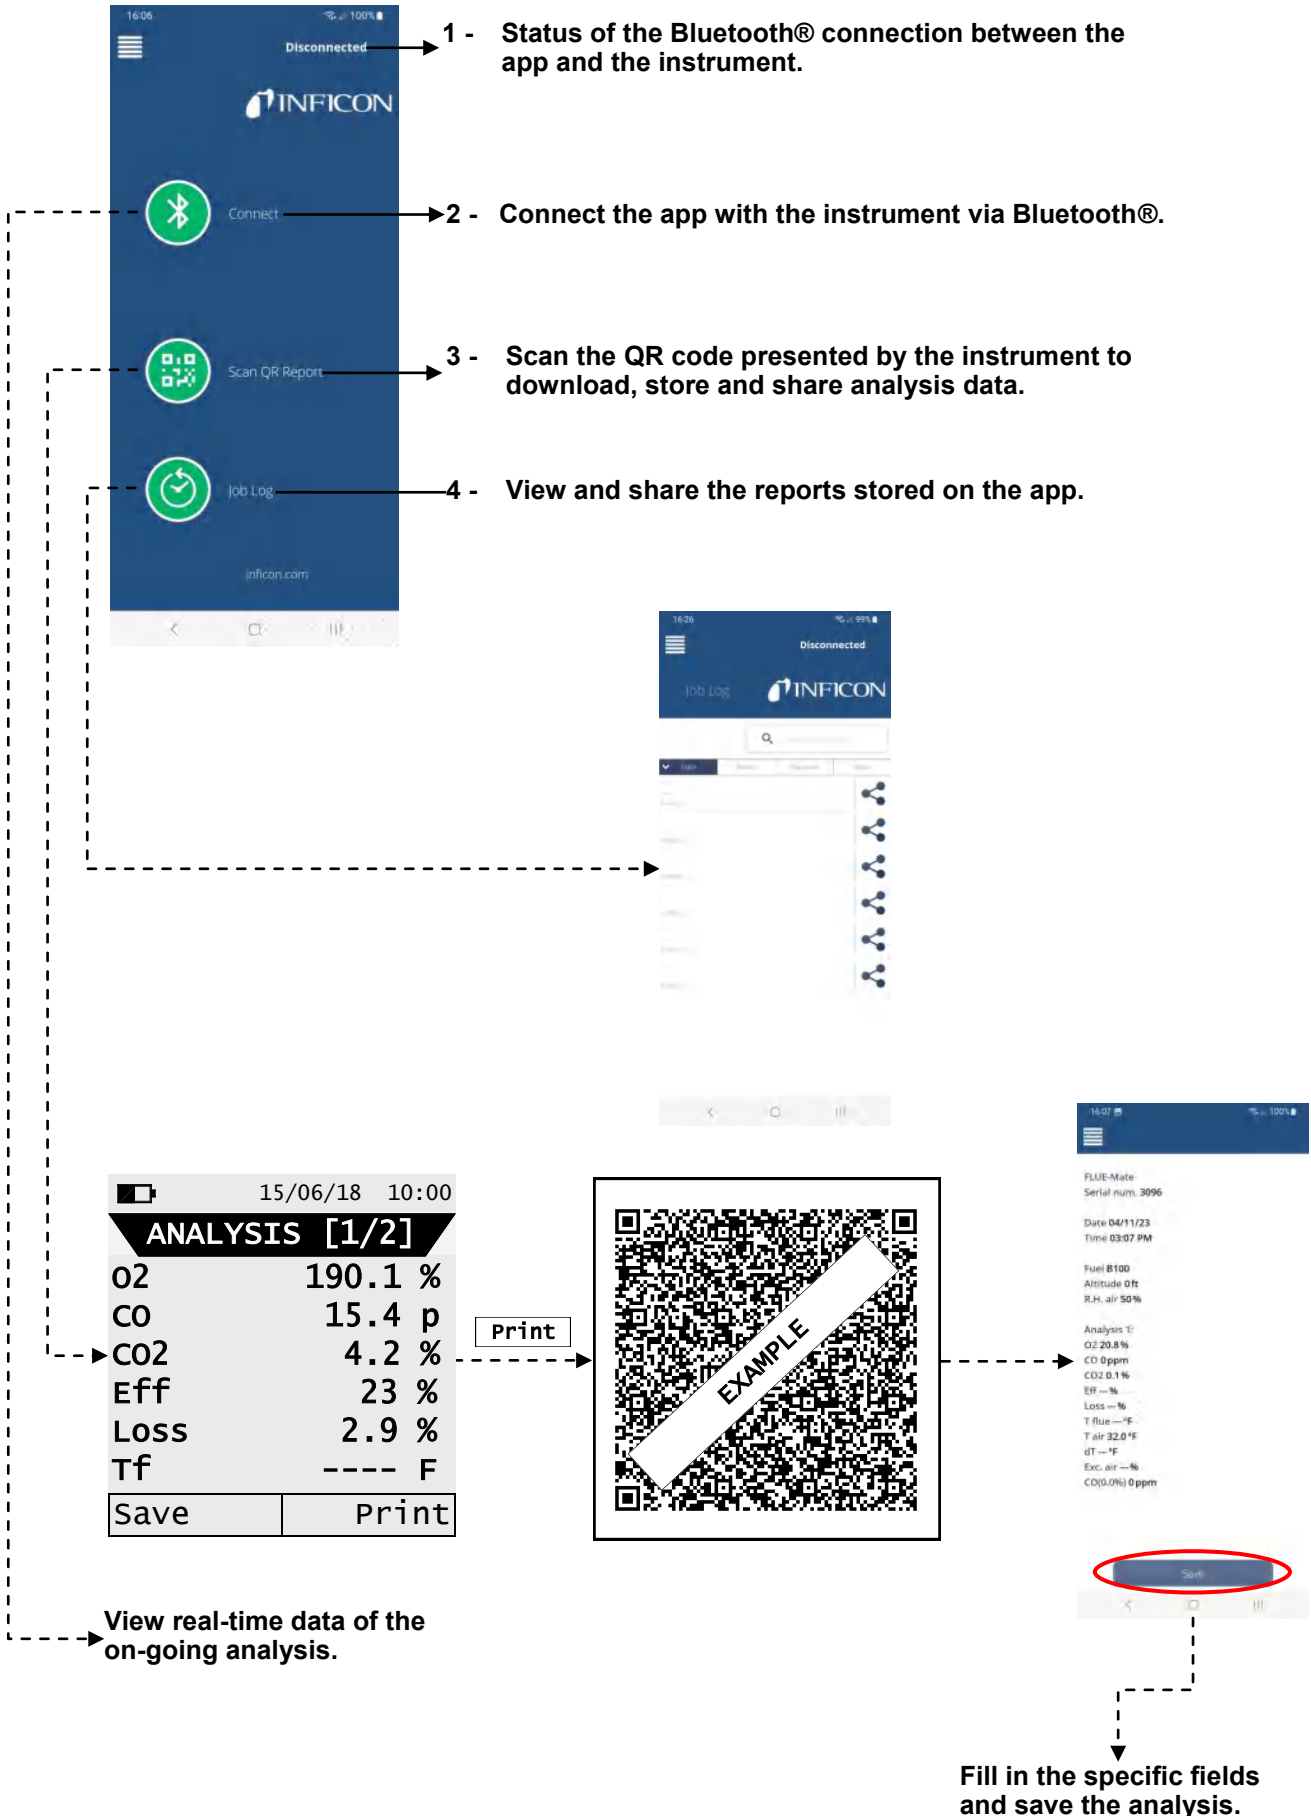 16:06 100%
Disconnected
INFICON
Connect
Scan QR Report
Job Log
inficon.com
1 - Status of the Bluetooth® connection between the
app and the instrument.
2 - Connect the app with the instrument via Bluetooth®.
3 - Scan the QR code presented by the instrument to
download, store and share analysis data.
4 - View and share the reports stored on the app.
16:26 99%
Disconnected
Job Log INFICON
Date
15/06/18 10:00
ANALYSIS [1/2]
O2 190.1 %
CO 15.4 p
CO2 4.2 %
Eff 23 %
Loss 2.9 %
Tf ---- F
Save Print
Print
EXAMPLE
16:07 100%
FLUE-Mate
Serial num. 3096
Date 04/11/23
Time 03:07 PM
Fuel B100
Altitude 0 ft
R.H. air 50 %
Analysis 1:
O2 20.8 %
CO 0 ppm
CO2 0.1 %
Eff --- %
Loss --- %
T flue --- °F
T air 32.0 °F
dT --- °F
Exc. air --- %
CO(0.0%) 0 ppm
Save
View real-time data of the
on-going analysis.
Fill in the specific fields
and save the analysis.